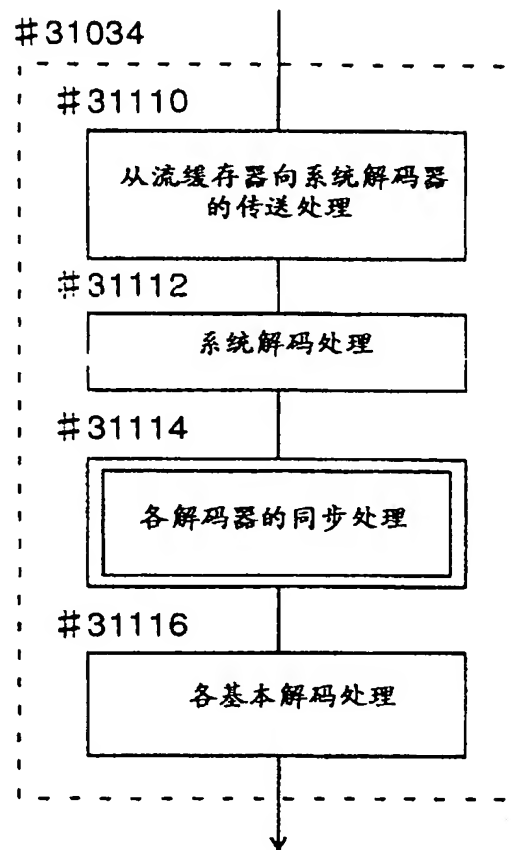 #31034
#31110
从流缓存器向系统解码器
的传送处理
#31112
系统解码处理
#31114
各解码器的同步处理
#31116
各基本解码处理